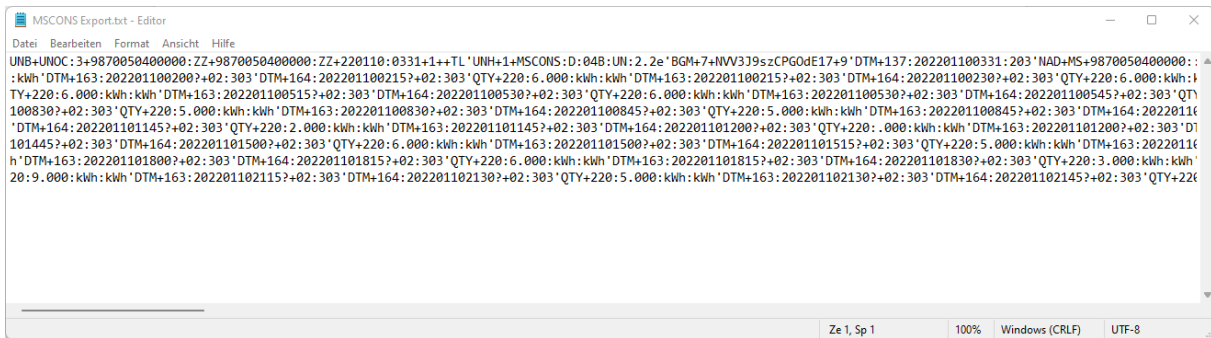 MSCONS Export.txt - Editor
Datei Bearbeiten Format Ansicht Hilfe
UNB+UNOC:3+9870050400000:ZZ+9870050400000:ZZ+220110:0331+1++TL'UNH+1+MSCONS:D:04B:UN:2.2e'BGM+7+NVV3J9szCPGOdE17+9'DTM+137:202201100331:203'NAD+MS+9870050400000::
:kWh'DTM+163:202201100200?+02:303'DTM+164:202201100215?+02:303'QTY+220:6.000:kWh:kWh'DTM+163:202201100215?+02:303'DTM+164:202201100230?+02:303'QTY+220:6.000:kWh:k
TY+220:6.000:kWh:kWh'DTM+163:202201100515?+02:303'DTM+164:202201100530?+02:303'QTY+220:6.000:kWh:kWh'DTM+163:202201100530?+02:303'DTM+164:202201100545?+02:303'QTY
100830?+02:303'QTY+220:6.000:kWh:kWh'DTM+163:202201100830?+02:303'DTM+164:202201100845?+02:303'QTY+220:5.000:kWh:kWh'DTM+163:202201100845?+02:303'DTM+164:2022011
'DTM+164:202201101145?+02:303'QTY+220:2.000:kWh:kWh'DTM+163:202201101145?+02:303'DTM+164:202201101200?+02:303'QTY+220:.000:kWh:kWh'DTM+163:202201101200?+02:303'DT
101445?+02:303'DTM+164:202201101500?+02:303'QTY+220:6.000:kWh:kWh'DTM+163:202201101500?+02:303'DTM+164:202201101515?+02:303'QTY+220:5.000:kWh:kWh'DTM+163:2022011
h'DTM+163:202201101800?+02:303'DTM+164:202201101815?+02:303'QTY+220:6.000:kWh:kWh'DTM+163:202201101815?+02:303'DTM+164:202201101830?+02:303'QTY+220:3.000:kWh:kWh'
20:9.000:kWh:kWh'DTM+163:202201102115?+02:303'DTM+164:202201102130?+02:303'QTY+220:5.000:kWh:kWh'DTM+163:202201102130?+02:303'DTM+164:202201102145?+02:303'QTY+220
Ze 1, Sp 1 100% Windows (CRLF) UTF-8